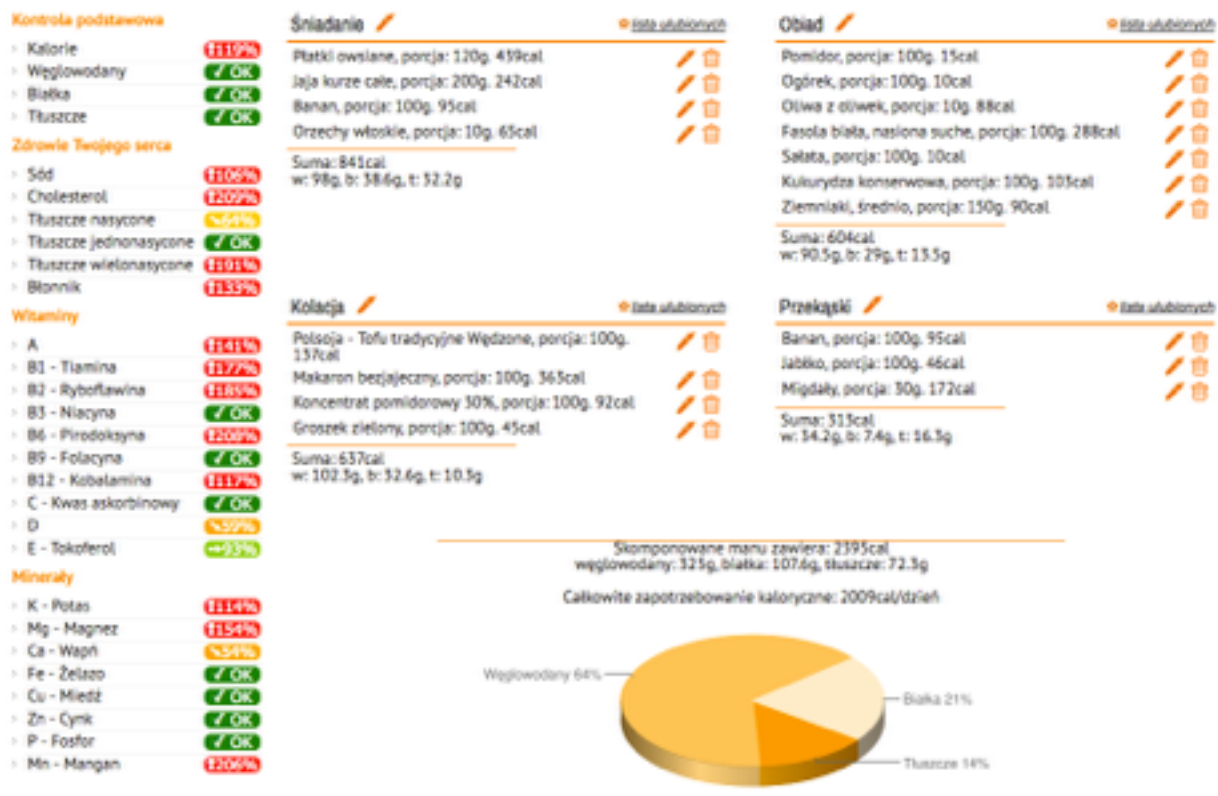 Kontrola podstawowa
Kalorie 119%
Węglowodany OK
Białka OK
Tłuszcze OK
Zdrowie Twojego serca
Sód 106%
Cholesterol 209%
Tłuszcze nasycone 64%
Tłuszcze jednonasycone OK
Tłuszcze wielonasycone 191%
Błonnik 133%
Witaminy
A 141%
B1 - Tiamina 177%
B2 - Ryboflawina 185%
B3 - Niacyna OK
B6 - Pirodoksyna 208%
B9 - Folacyna OK
B12 - Kobalamina 117%
C - Kwas askorbinowy OK
D 59%
E - Tokoferol 93%
Minerały
K - Potas 114%
Mg - Magnez 154%
Ca - Wapń 54%
Fe - Żelazo OK
Cu - Miedź OK
Zn - Cynk OK
P - Fosfor OK
Mn - Mangan 206%
Śniadanie lista ulubionych
Płatki owsiane, porcja: 120g. 439cal
Jaja kurze całe, porcja: 200g. 242cal
Banan, porcja: 100g. 95cal
Orzechy włoskie, porcja: 10g. 65cal
Suma: 841cal
w: 98g, b: 38.6g, t: 32.2g
Obiad lista ulubionych
Pomidor, porcja: 100g. 15cal
Ogórek, porcja: 100g. 10cal
Oliwa z oliwek, porcja: 10g. 88cal
Fasola biała, nasiona suche, porcja: 100g. 288cal
Sałata, porcja: 100g. 10cal
Kukurydza konserwowa, porcja: 100g. 103cal
Ziemniaki, średnio, porcja: 150g. 90cal
Suma: 604cal
w: 90.5g, b: 29g, t: 13.5g
Kolacja lista ulubionych
Polsoja - Tofu tradycyjne Wędzone, porcja: 100g.
137cal
Makaron bezjajeczny, porcja: 100g. 363cal
Koncentrat pomidorowy 30%, porcja: 100g. 92cal
Groszek zielony, porcja: 100g. 45cal
Suma: 637cal
w: 102.3g, b: 32.6g, t: 10.3g
Przekąski lista ulubionych
Banan, porcja: 100g. 95cal
Jabłko, porcja: 100g. 46cal
Migdały, porcja: 30g. 172cal
Suma: 313cal
w: 34.2g, b: 7.4g, t: 16.3g
Skomponowane manu zawiera: 2395cal
węglowodany: 325g, białka: 107.6g, tłuszcze: 72.3g
Całkowite zapotrzebowanie kaloryczne: 2009cal/dzień
Węglowodany 64%
Białka 21%
Tłuszcze 14%